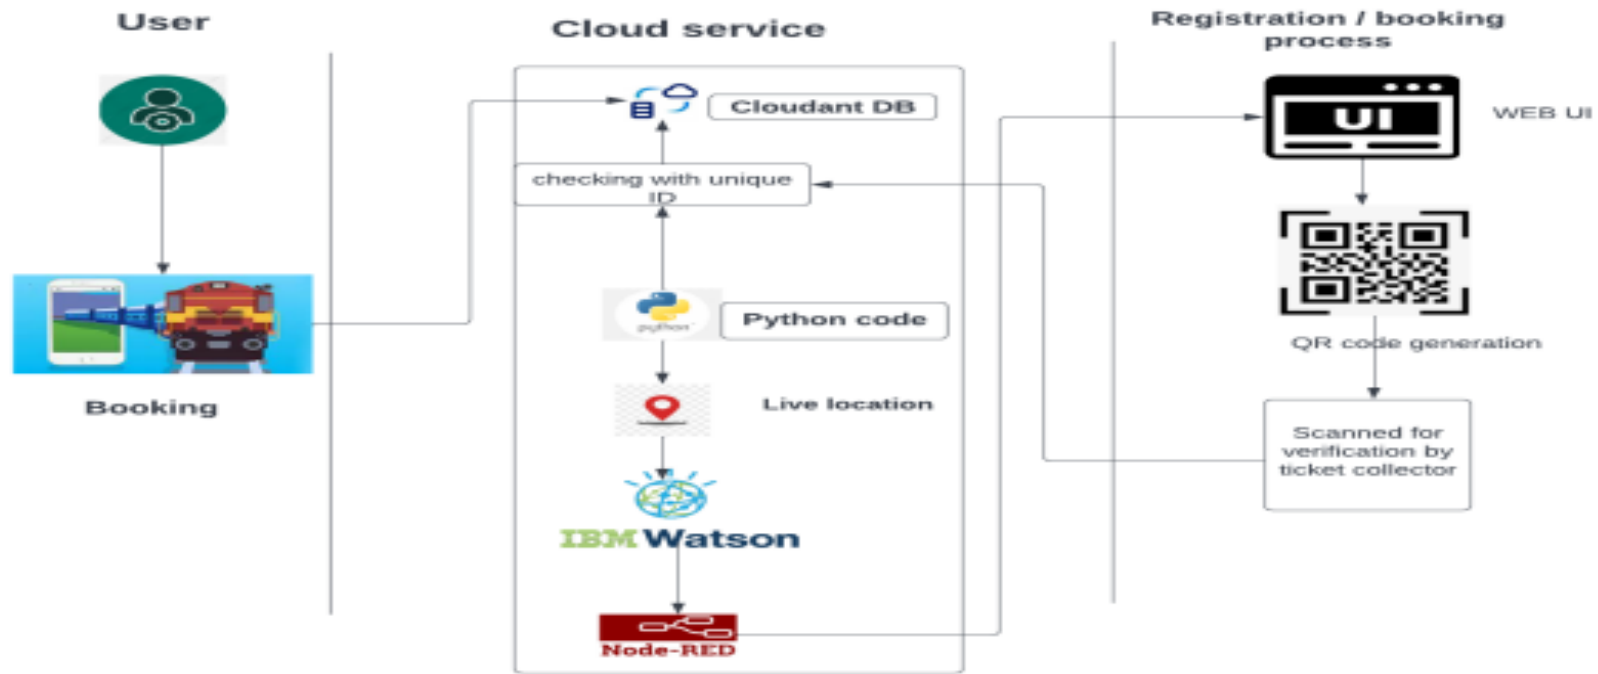 User
Cloud service
Registration / booking
process
Cloudant DB
UI
WEB UI
checking with unique
ID
python
Python code
QR code generation
Booking
Live location
Scanned for
verification by
ticket collector
IBM Watson
Node-RED